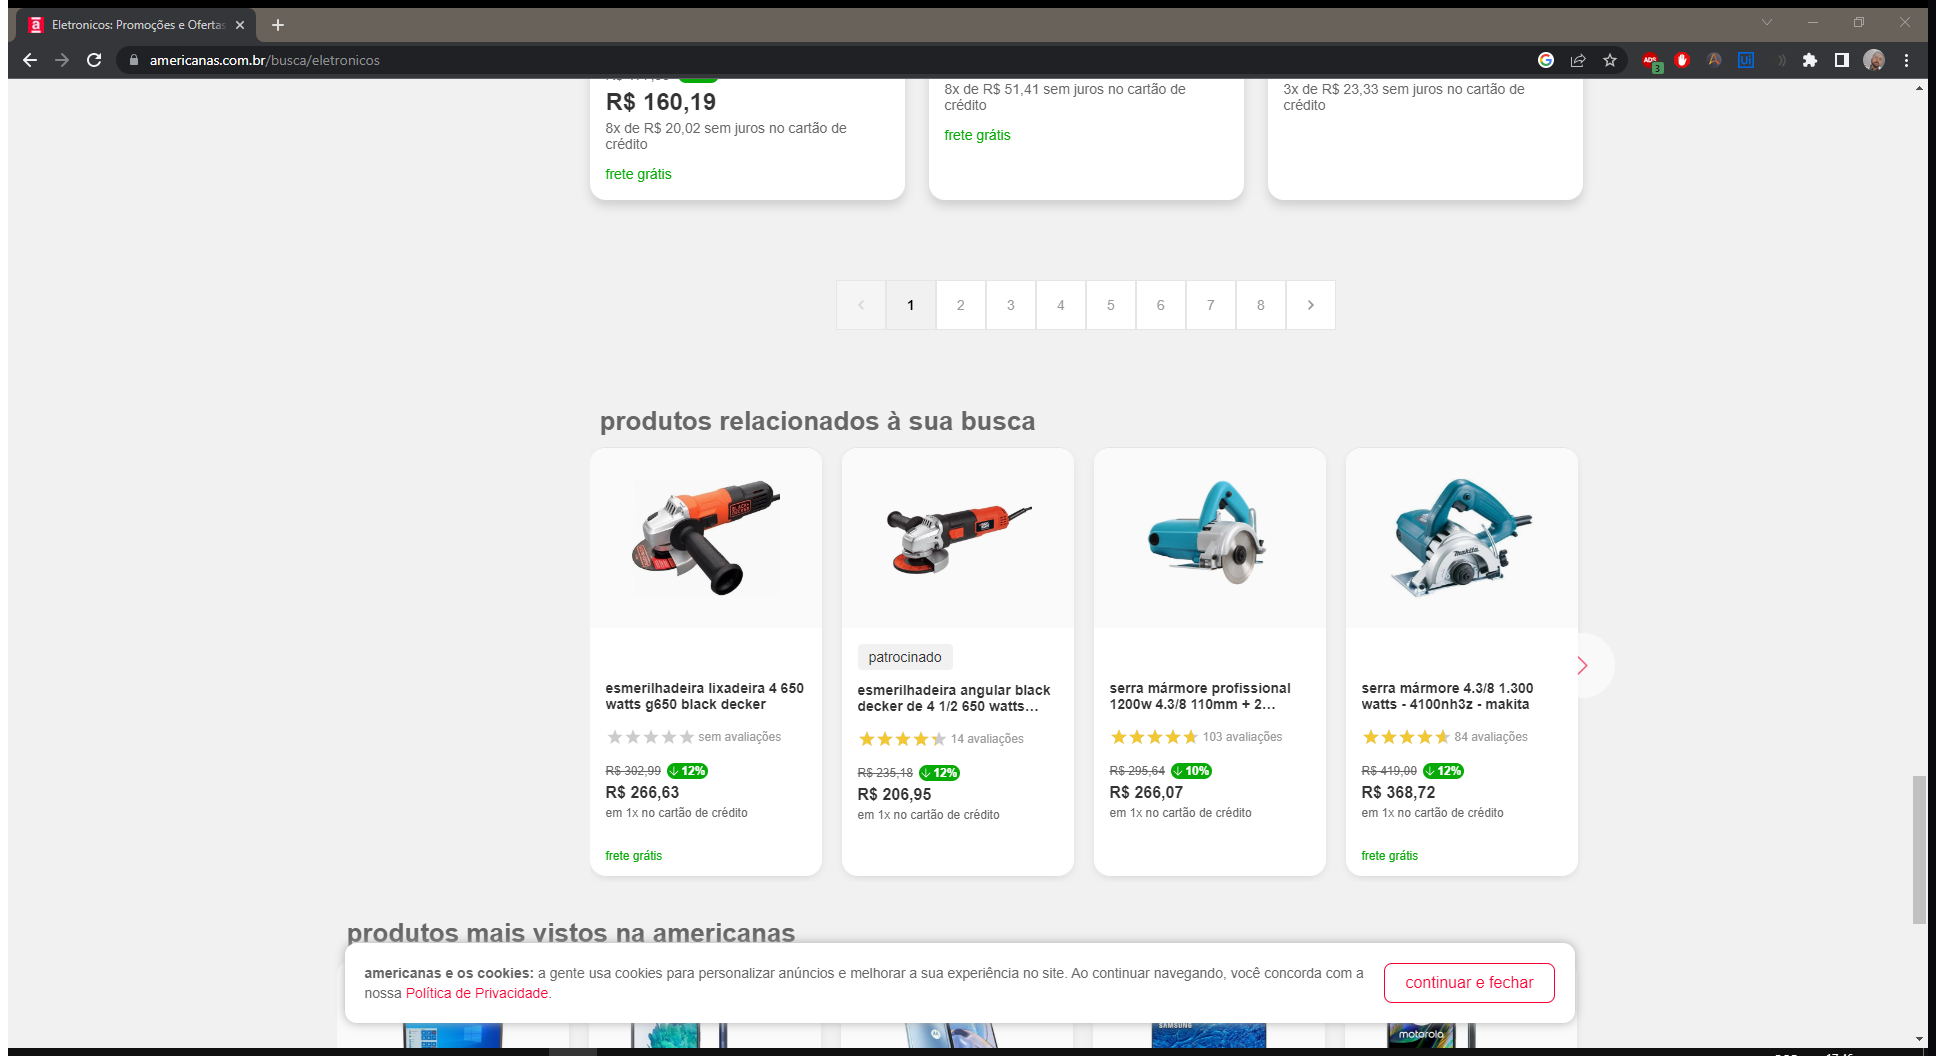 Eletronicos: Promoções e Ofertas
americanas.com.br/busca/eletronicos
R$ 160,19
8x de R$ 20,02 sem juros no cartão de
crédito
frete grátis
8x de R$ 51,41 sem juros no cartão de
crédito
frete grátis
3x de R$ 23,33 sem juros no cartão de
crédito
1 2 3 4 5 6 7 8
produtos relacionados à sua busca
esmerilhadeira lixadeira 4 650
watts g650 black decker
sem avaliações
R$ 302,99 12%
R$ 266,63
em 1x no cartão de crédito
frete grátis
patrocinado
esmerilhadeira angular black
decker de 4 1/2 650 watts...
14 avaliações
R$ 235,18 12%
R$ 206,95
em 1x no cartão de crédito
serra mármore profissional
1200w 4.3/8 110mm + 2...
103 avaliações
R$ 295,64 10%
R$ 266,07
em 1x no cartão de crédito
makita
serra mármore 4.3/8 1.300
watts - 4100nh3z - makita
84 avaliações
R$ 419,00 12%
R$ 368,72
em 1x no cartão de crédito
frete grátis
produtos mais vistos na americanas
americanas e os cookies: a gente usa cookies para personalizar anúncios e melhorar a sua experiência no site. Ao continuar navegando, você concorda com a
nossa Política de Privacidade.
continuar e fechar
SAMSUNG
motorola